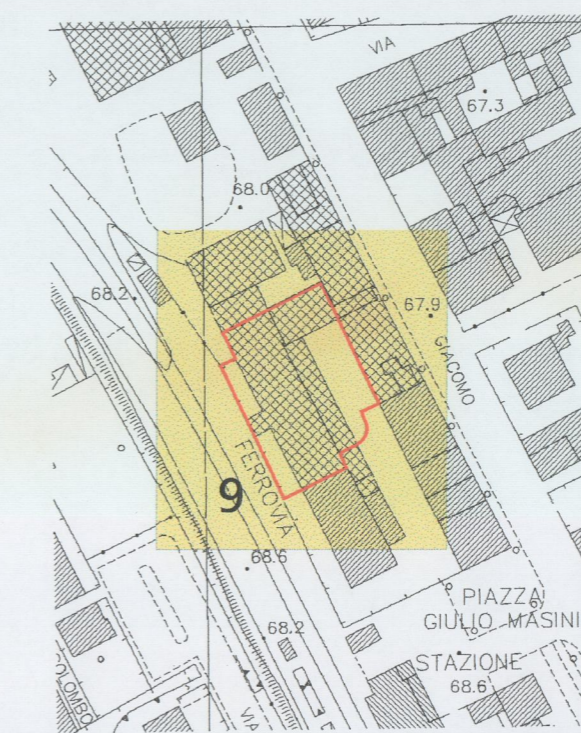 VIA
67.3
68.0
68.2
67.9
GIACOMO
FERROVIA
9
68.6
PIAZZA
GIULIO MASINI
68.2
STAZIONE
68.6
COLOMBO
VIA